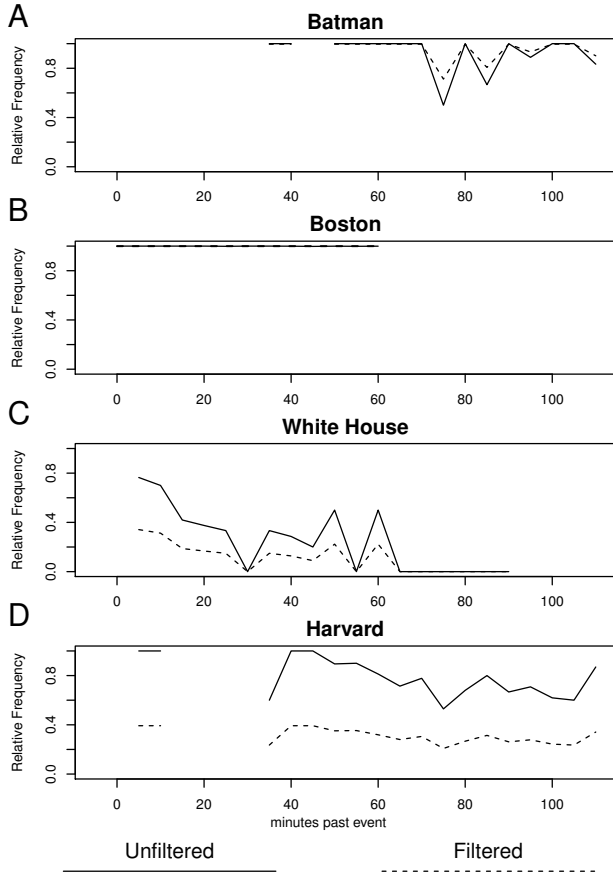 A
Batman
Relative Frequency
0.0 0.4 0.8
0 20 40 60 80 100
B
Boston
Relative Frequency
0.0 0.4 0.8
0 20 40 60 80 100
C
White House
Relative Frequency
0.0 0.4 0.8
0 20 40 60 80 100
D
Harvard
Relative Frequency
0.0 0.4 0.8
0 20 40 60 80 100
minutes past event
Unfiltered Filtered